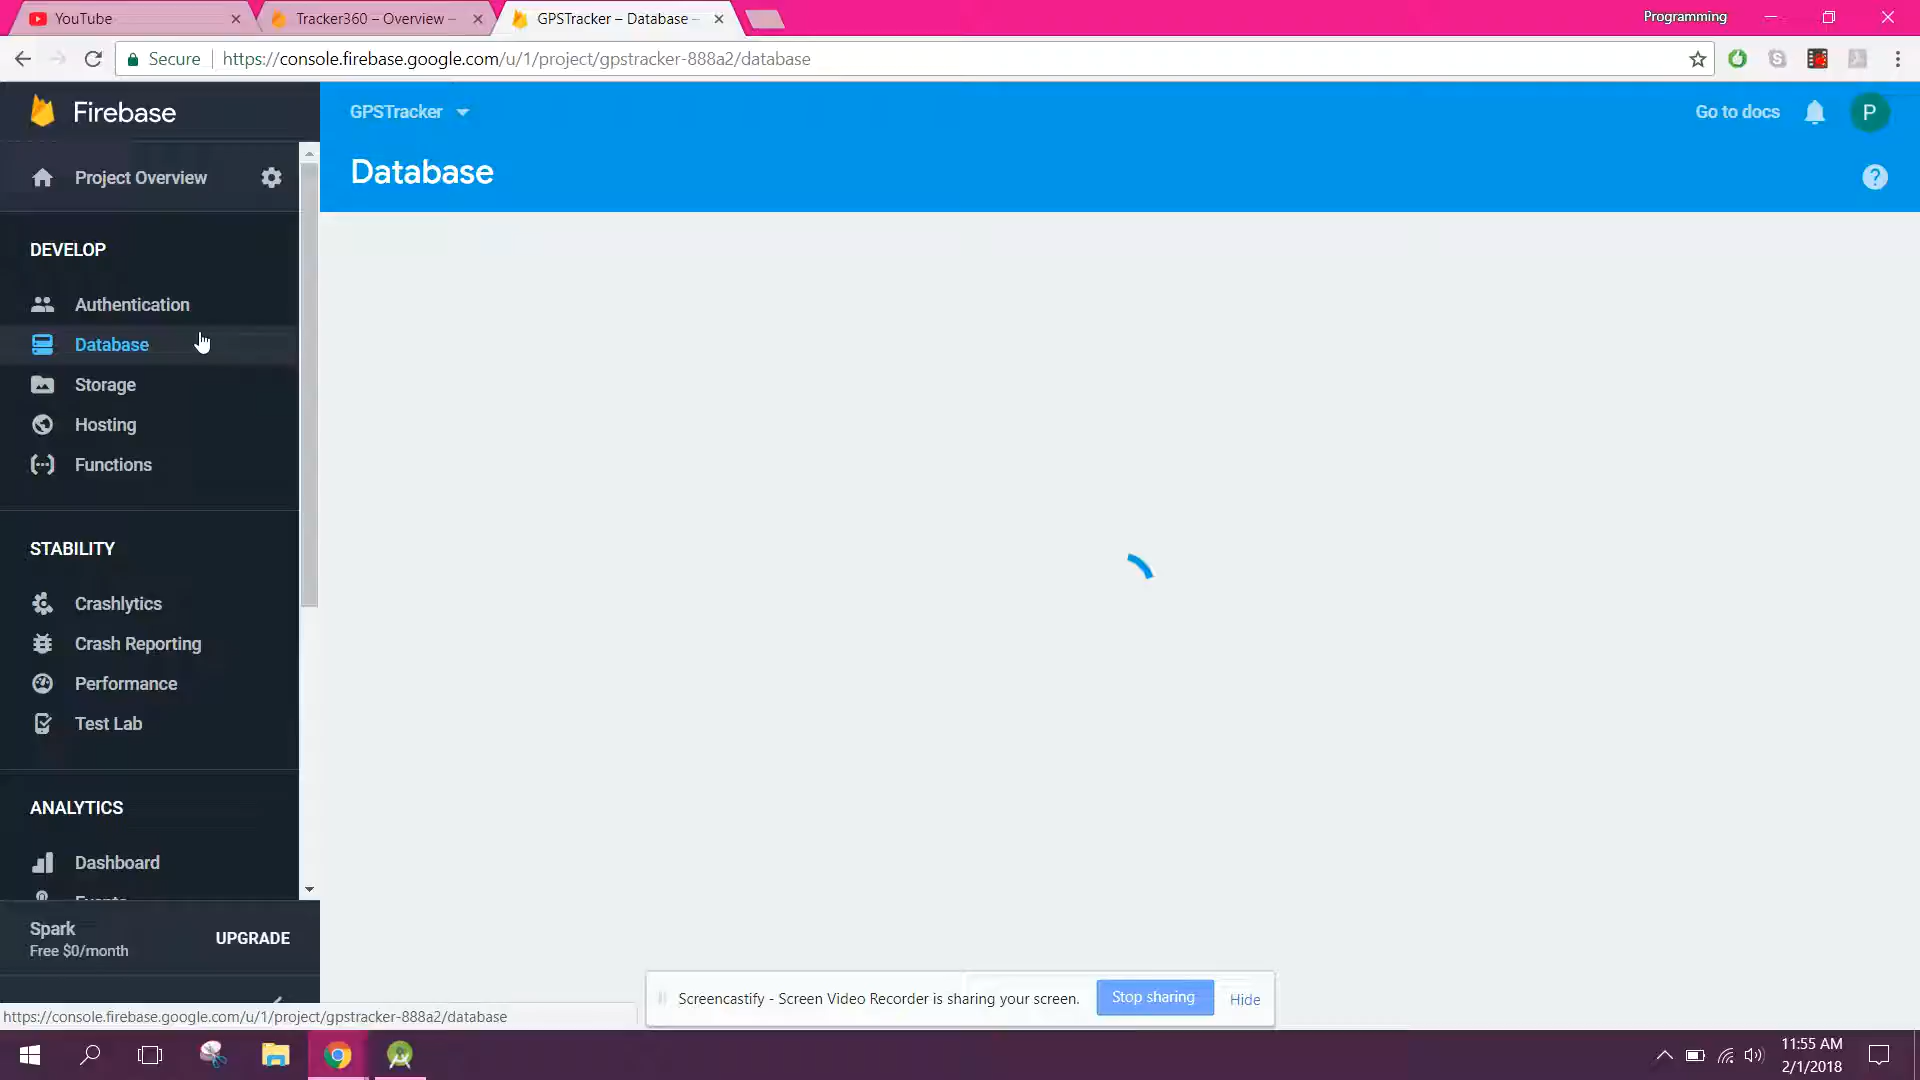 YouTube
Tracker360 – Overview –
GPSTracker – Database –
Programming
Secure
https://console.firebase.google.com/u/1/project/gpstracker-888a2/database
Firebase
GPSTracker
Go to docs
P
Project Overview
Database
?
DEVELOP
Authentication
Database
Storage
Hosting
Functions
STABILITY
Crashlytics
Crash Reporting
Performance
Test Lab
ANALYTICS
Dashboard
Events
Spark
Free $0/month
UPGRADE
Screencastify - Screen Video Recorder is sharing your screen.
Stop sharing
Hide
https://console.firebase.google.com/u/1/project/gpstracker-888a2/database
11:55 AM
2/1/2018